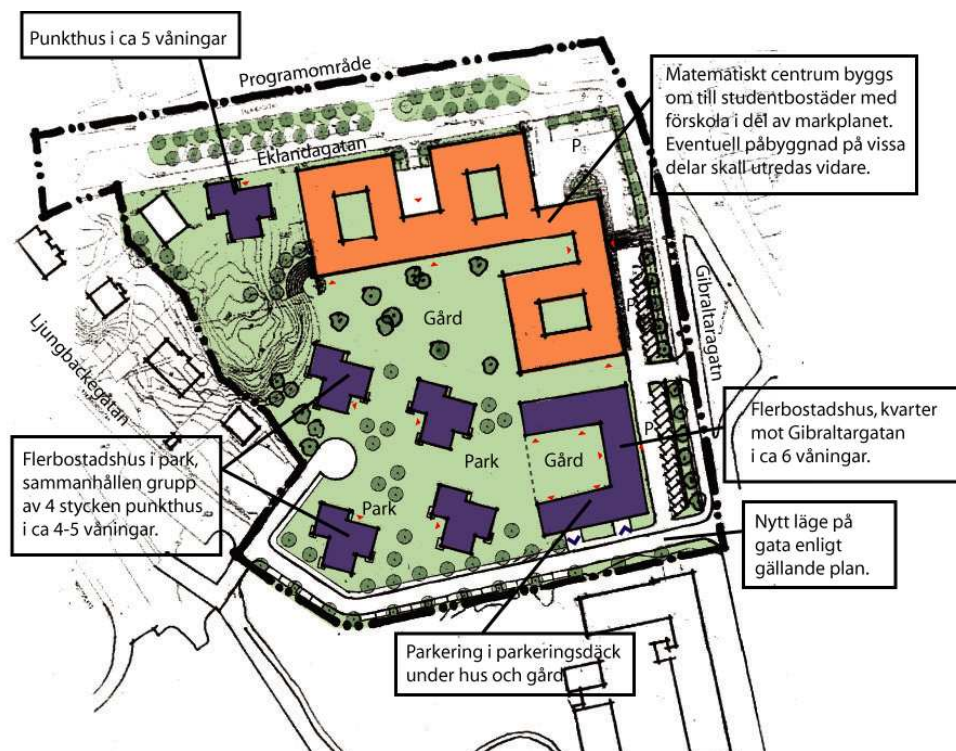 Punkthus i ca 5 våningar
Programområde
Matematiskt centrum byggs
om till studentbostäder med
förskola i del av markplanet.
Eventuell påbyggnad på vissa
delar skall utredas vidare.
Eklandagatan
P
Gibraltaragatn
Ljungbackegatan
Gård
P
Flerbostadshus, kvarter
mot Gibraltargatan
i ca 6 våningar.
P
Flerbostadshus i park,
sammanhållen grupp
av 4 stycken punkthus
i ca 4-5 våningar.
Park
Gård
Park
Nytt läge på
gata enligt
gällande plan.
Parkering i parkeringsdäck
under hus och gård